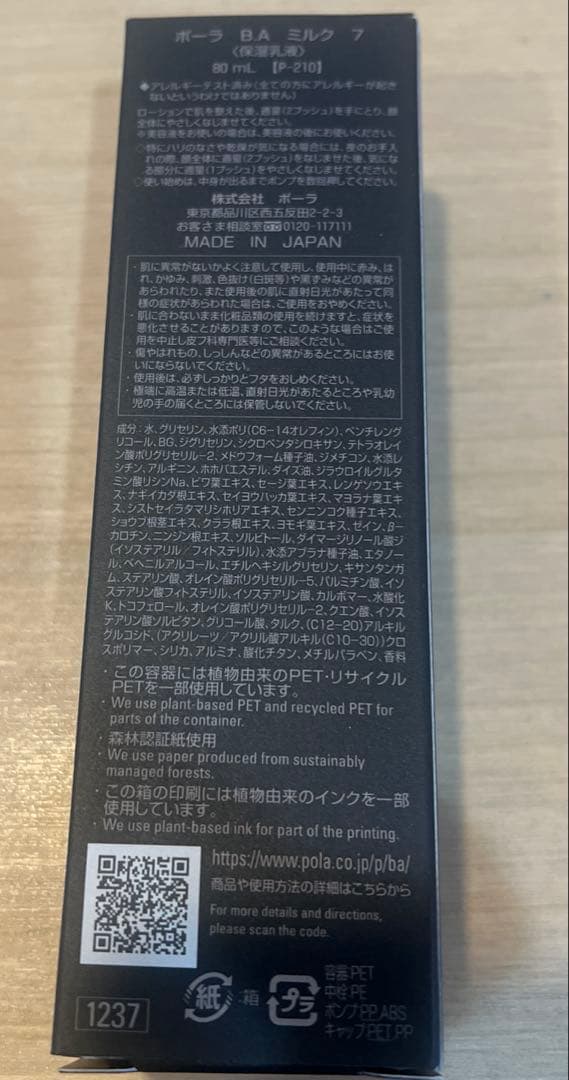 ポーラ B.A ミルク 7
〈保湿乳液〉
80 mL 【P-210】
◆アレルギーテスト済み(全ての方にアレルギーが起き
ないというわけではありません)
ローションで肌を整えた後、適量(2プッシュ)を手にとり、顔
全体にやさしくなじませてください。
※美容液をお使いの場合は、美容液の後にお使いください。
◇特にハリのなさや乾燥が気になる場合には、夜のお手入
れの際、顔全体に適量(2プッシュ)をなじませた後、気にな
る部分に適量(1プッシュ)をやさしくなじませてください。
◇使い始めは、中身が出るまでポンプを数回押してください。
株式会社 ポーラ
東京都品川区西五反田2-2-3
お客さま相談室 0120-117111
MADE IN JAPAN
・肌に異常がないかよく注意して使用し、使用中に赤み、は
れ、かゆみ、刺激、色抜け(白斑等)や黒ずみなどの異常が
あらわれたり、また使用後の肌に直射日光があたって同
様の症状があらわれた場合は、ご使用をおやめください。
・肌に合わないまま化粧品類の使用を続けますと、症状を
悪化させることがありますので、このような場合はご使
用を中止し皮フ科専門医等にご相談ください。
・傷やはれもの、しっしんなどの異常があるところにはお使
いにならないでください。
・使用後は、必ずしっかりとフタをおしめください。
・極端に高温または低温、直射日光があたるところや乳幼
児の手の届くところには保管しないでください。
成分:水、グリセリン、水添ポリ(C6-14オレフィン)、ペンチレング
リコール、BG、ジグリセリン、シクロペンタシロキサン、テトラオレイ
ン酸ポリグリセリル-2、メドウフォーム種子油、ジメチコン、水添レ
シチン、アルギニン、ホホバエステル、ダイズ油、ジラウロイルグルタ
ミン酸リシンNa、ビワ葉エキス、セージ葉エキス、レンゲソウエキ
ス、ナギイカダ根エキス、セイヨウハッカ葉エキス、マヨラナ葉エキ
ス、シストセイラタマリシホリアエキス、センニンコク種子エキス、
ショウブ根茎エキス、クララ根エキス、ヨモギ葉エキス、ゼイン、β-
カロチン、ニンジン根エキス、ソルビトール、ダイマージリノール酸ジ
(イソステアリル/フィトステリル)、水添アブラナ種子油、エタノー
ル、ベヘニルアルコール、エチルヘキシルグリセリン、キサンタンガ
ム、ステアリン酸、オレイン酸ポリグリセリル-5、パルミチン酸、イソ
ステアリン酸フィトステリル、イソステアリン酸、カルボマー、水酸化
K、トコフェロール、オレイン酸ポリグリセリル-2、クエン酸、イソス
テアリン酸ソルビタン、グリコール酸、タルク、(C12-20)アルキル
グルコシド、(アクリレーツ/アクリル酸アルキル(C10-30))クロ
スポリマー、シリカ、アルミナ、酸化チタン、メチルパラベン、香料
・この容器には植物由来のPET・リサイクル
PETを一部使用しています。
・We use plant-based PET and recycled PET for
parts of the container.
・森林認証紙使用
・We use paper produced from sustainably
managed forests.
・この箱の印刷には植物由来のインクを一部
使用しています。
・We use plant-based ink for part of the printing.
https://www.pola.co.jp/p/ba/
商品や使用方法の詳細はこちらから
For more details and directions,
please scan the code.
1237
紙 :箱
プラ
容器:PET
中栓:PE
ポンプ:PP,ABS
キャップ:PET,PP